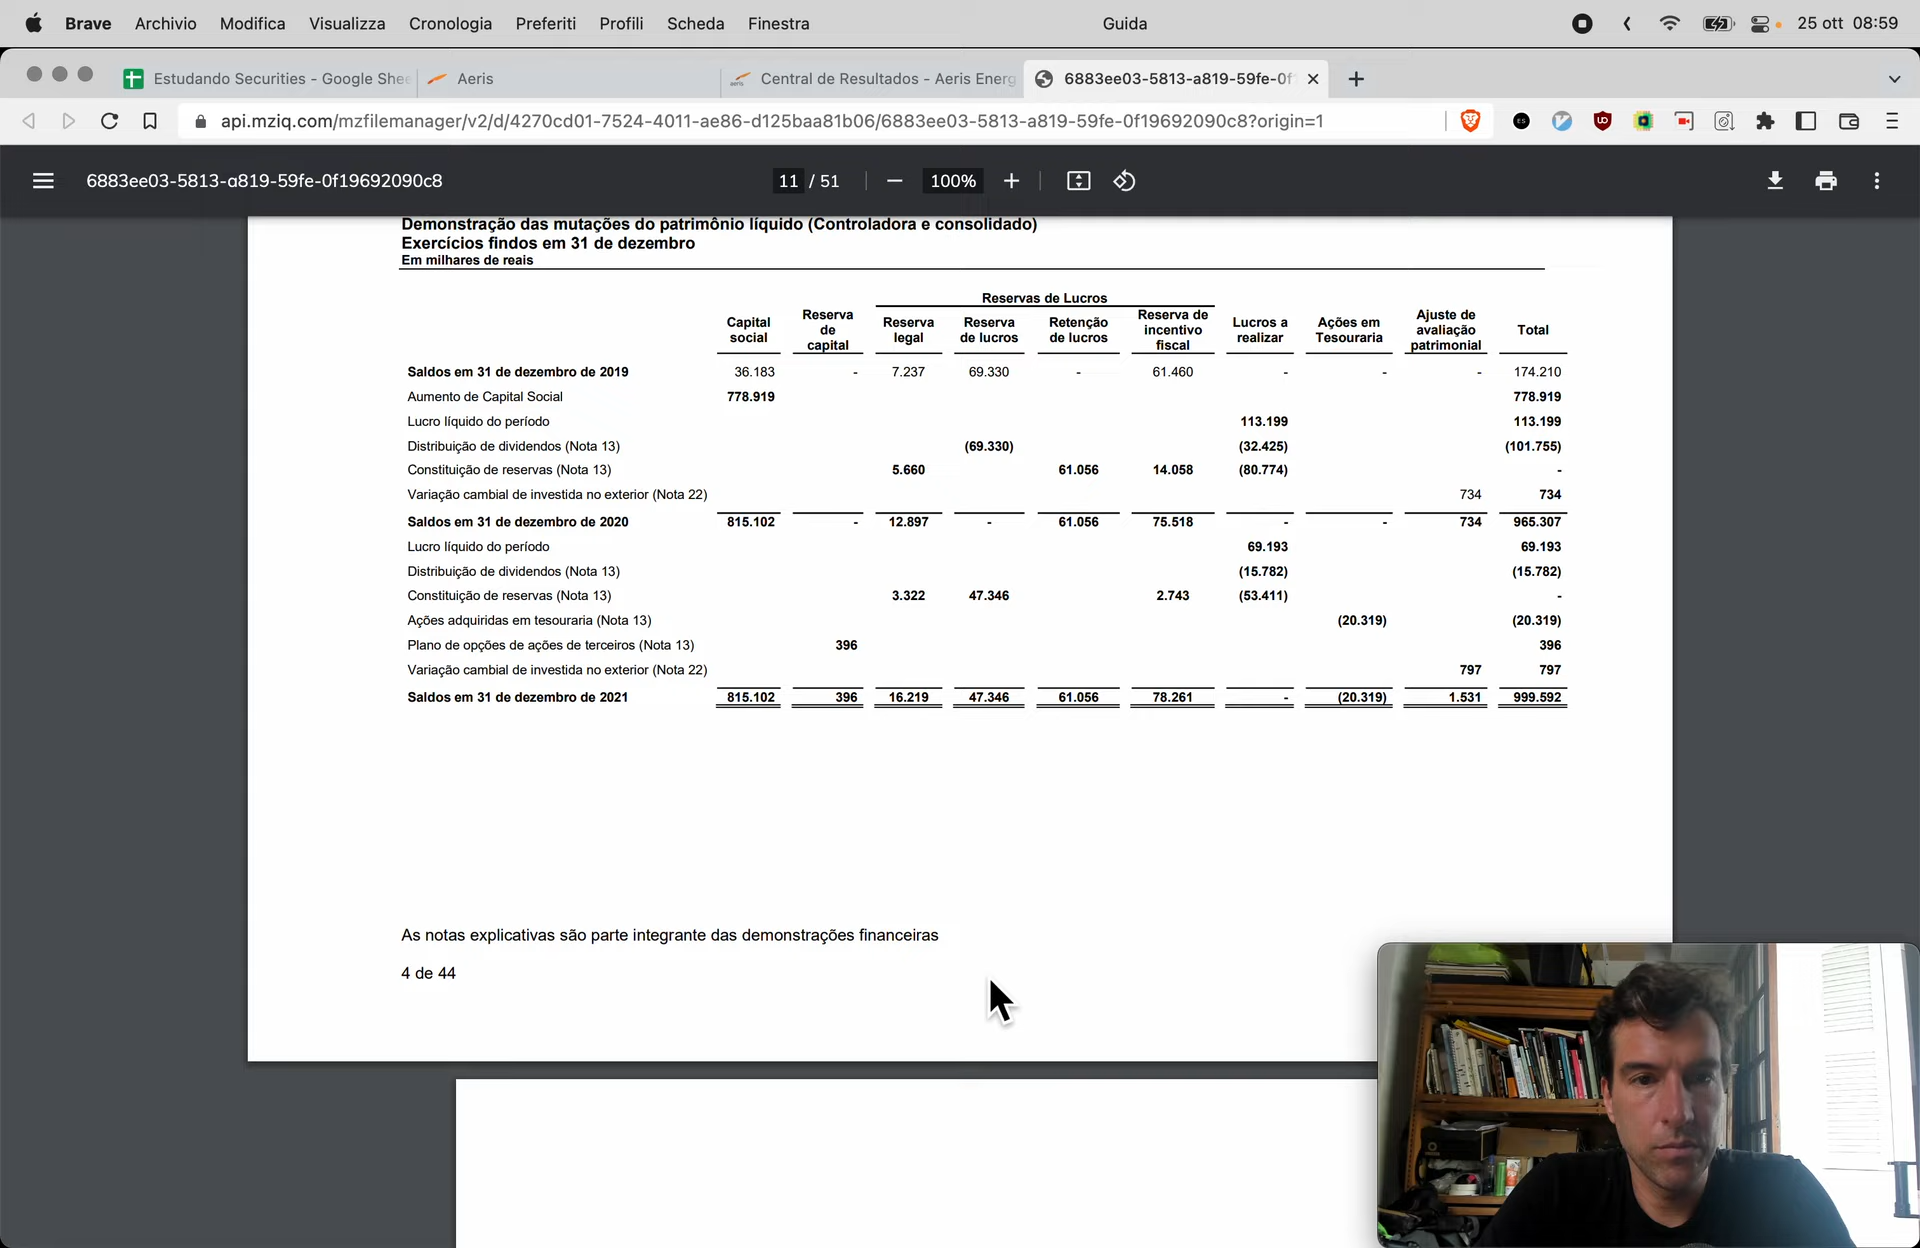 Brave Archivio Modifica Visualizza Cronologia Preferiti Profili Scheda Finestra Guida 25 ott 08:59
Estudando Securities - Google Shee Aeris Central de Resultados - Aeris Energ 6883ee03-5813-a819-59fe-0f
api.mziq.com/mzfilemanager/v2/d/4270cd01-7524-4011-ae86-d125baa81b06/6883ee03-5813-a819-59fe-0f19692090c8?origin=1
6883ee03-5813-a819-59fe-0f19692090c8 11 / 51 100%
Demonstração das mutações do patrimônio líquido (Controladora e consolidado)
Exercícios findos em 31 de dezembro
Em milhares de reais
Reservas de Lucros
Capital social Reserva de capital Reserva legal Reserva de lucros Retenção de lucros Reserva de incentivo fiscal Lucros a realizar Ações em Tesouraria Ajuste de avaliação patrimonial Total
Saldos em 31 de dezembro de 2019 36.183 - 7.237 69.330 - 61.460 - - - 174.210
Aumento de Capital Social 778.919 778.919
Lucro líquido do período 113.199 113.199
Distribuição de dividendos (Nota 13) (69.330) (32.425) (101.755)
Constituição de reservas (Nota 13) 5.660 61.056 14.058 (80.774) -
Variação cambial de investida no exterior (Nota 22) 734 734
Saldos em 31 de dezembro de 2020 815.102 - 12.897 - 61.056 75.518 - - 734 965.307
Lucro líquido do período 69.193 69.193
Distribuição de dividendos (Nota 13) (15.782) (15.782)
Constituição de reservas (Nota 13) 3.322 47.346 2.743 (53.411) -
Ações adquiridas em tesouraria (Nota 13) (20.319) (20.319)
Plano de opções de ações de terceiros (Nota 13) 396 396
Variação cambial de investida no exterior (Nota 22) 797 797
Saldos em 31 de dezembro de 2021 815.102 396 16.219 47.346 61.056 78.261 - (20.319) 1.531 999.592
As notas explicativas são parte integrante das demonstrações financeiras
4 de 44